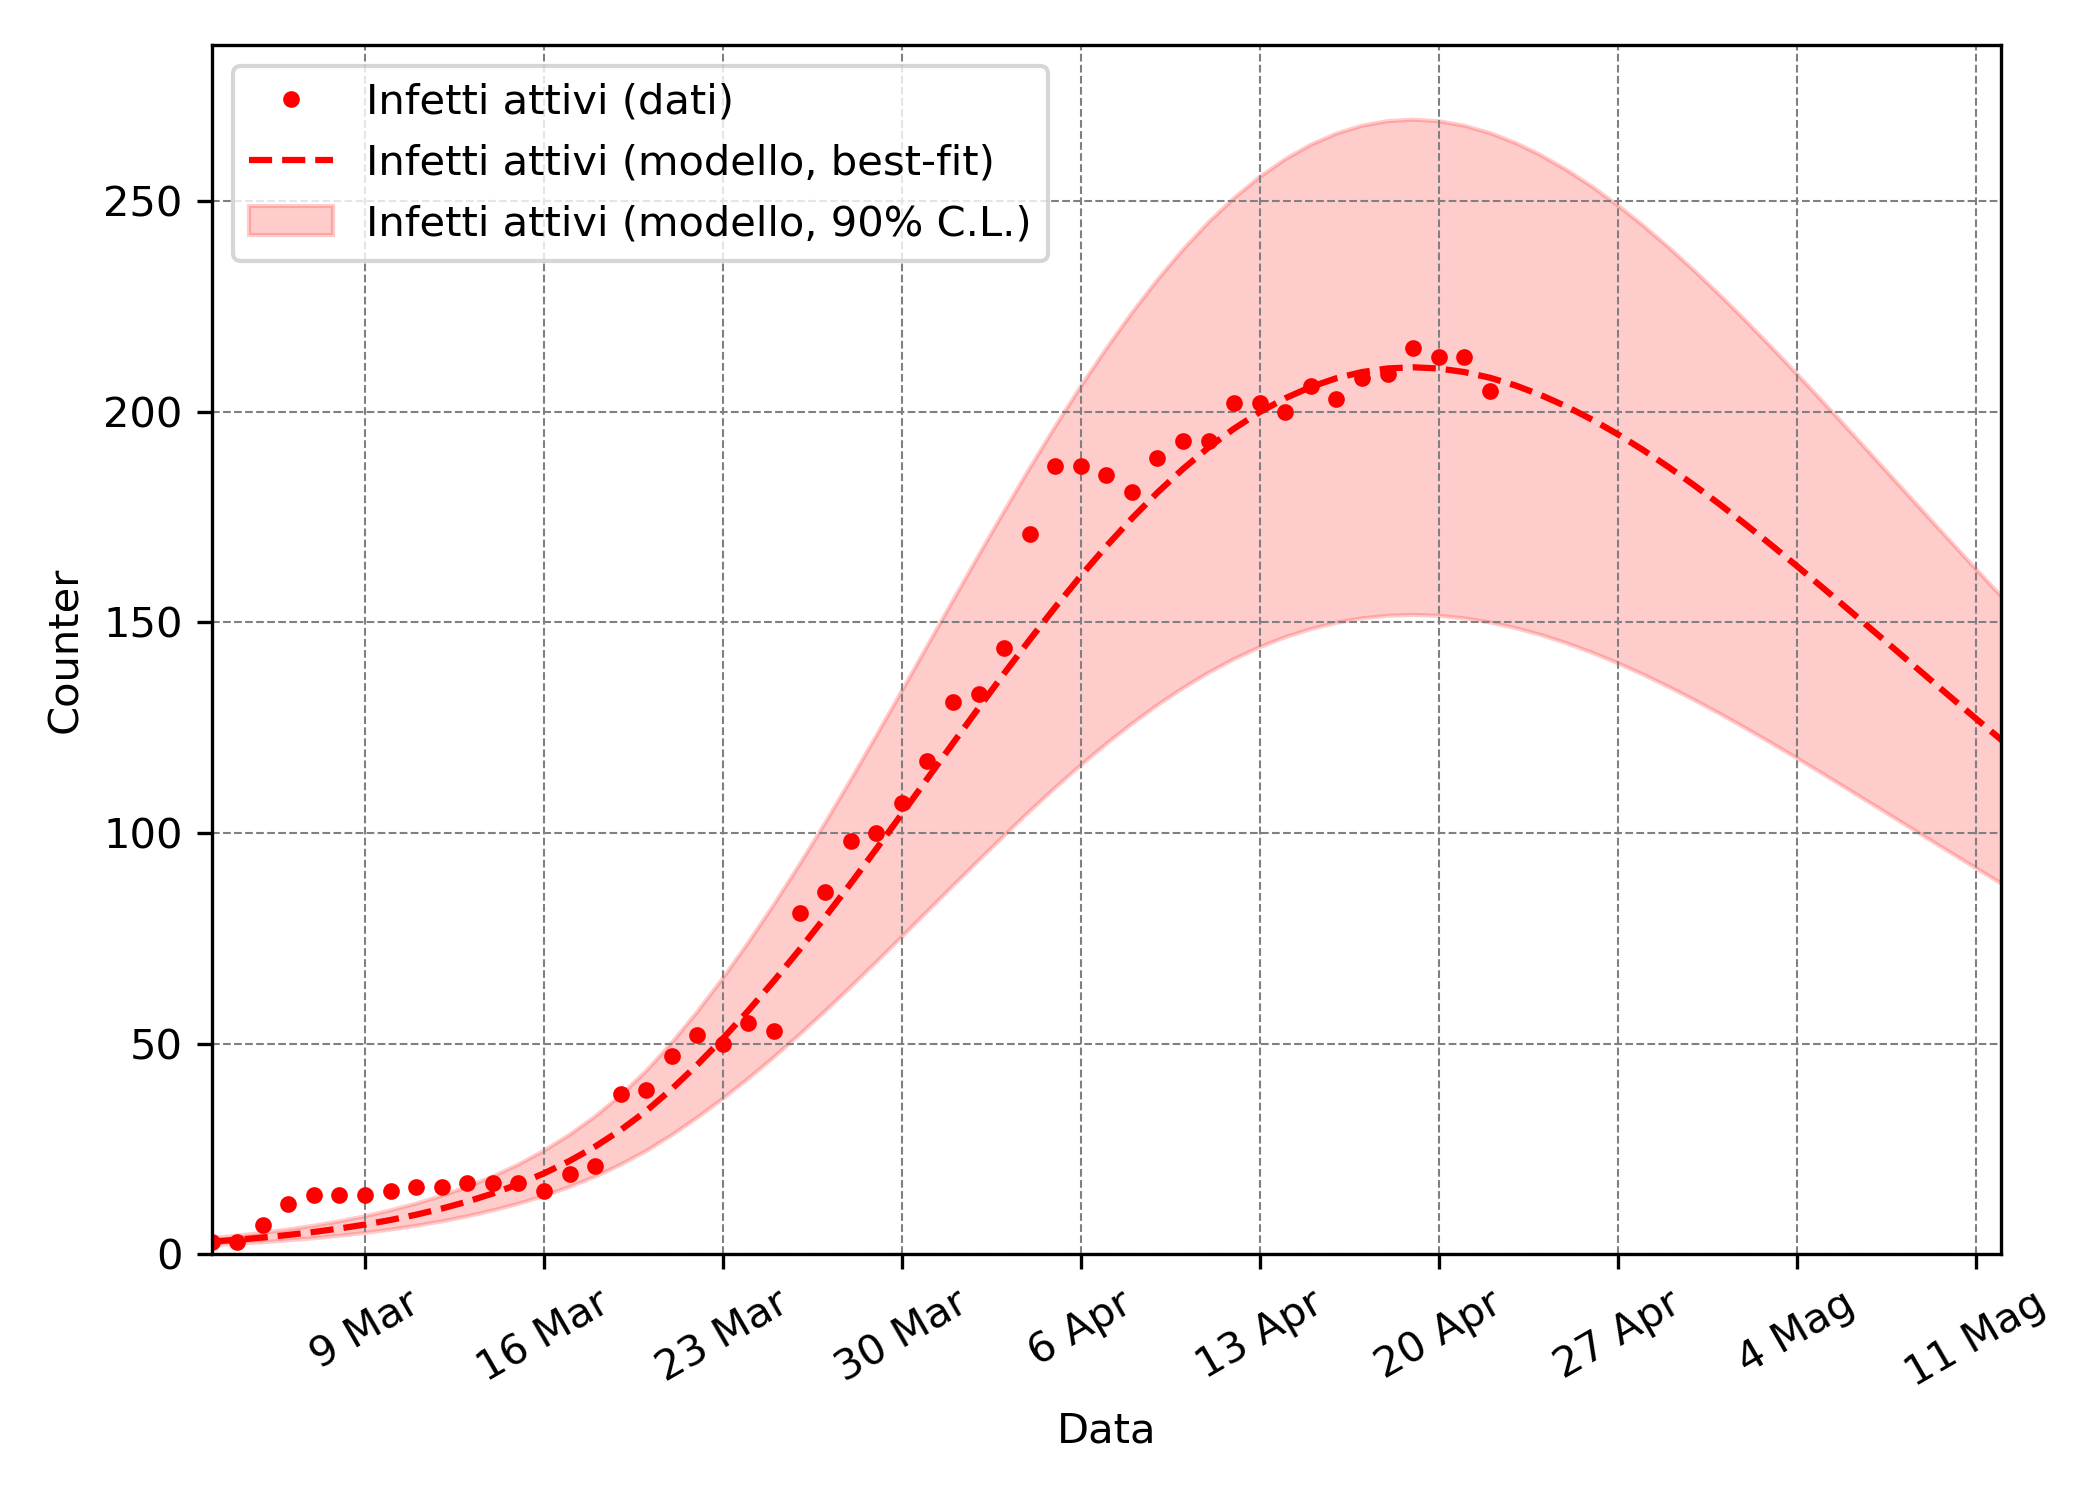 Infetti attivi (dati)
Infetti attivi (modello, best-fit)
Infetti attivi (modello, 90% C.L.)
250
200
150
100
50
0
Counter
9 Mar
16 Mar
23 Mar
30 Mar
6 Apr
13 Apr
20 Apr
27 Apr
4 Mag
11 Mag
Data